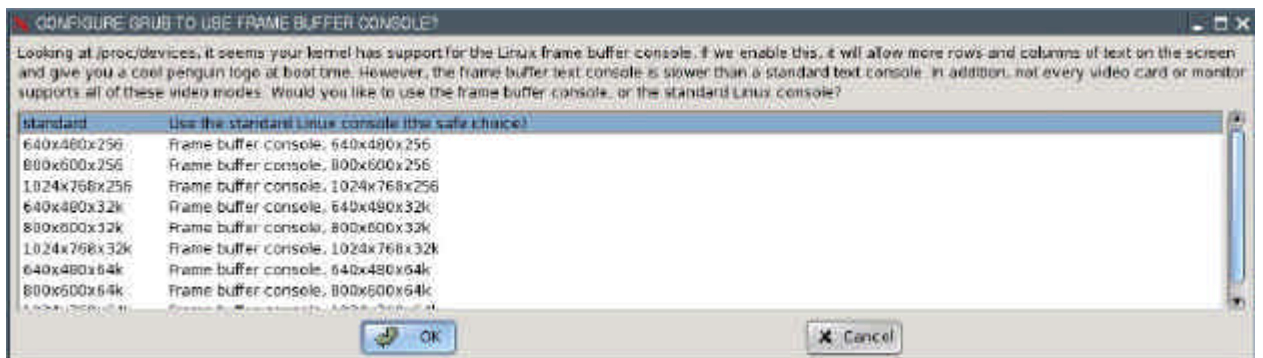 CONFIGURE GRUB TO USE FRAME BUFFER CONSOLE?
Looking at /proc/devices, it seems your kernel has support for the Linux frame buffer console. If we enable this, it will allow more rows and columns of text on the screen
and give you a cool penguin logo at boot time. However, the frame buffer text console is slower than a standard text console. In addition, not every video card or monitor
supports all of these video modes. Would you like to use the frame buffer console, or the standard Linux console?
standard Use the standard Linux console (the safe choice)
640x480x256 Frame buffer console, 640x480x256
800x600x256 Frame buffer console, 800x600x256
1024x768x256 Frame buffer console, 1024x768x256
640x480x32k Frame buffer console, 640x480x32k
800x600x32k Frame buffer console, 800x600x32k
1024x768x32k Frame buffer console, 1024x768x32k
640x480x64k Frame buffer console, 640x480x64k
800x600x64k Frame buffer console, 800x600x64k
OK Cancel